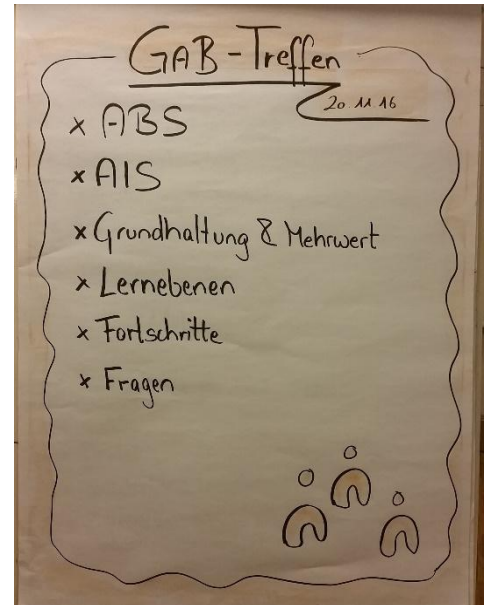 GAB-Treffen
20.11.16
x ABS
x AIS
x Grundhaltung & Mehrwert
x Lernebenen
x Fortschritte
x Fragen